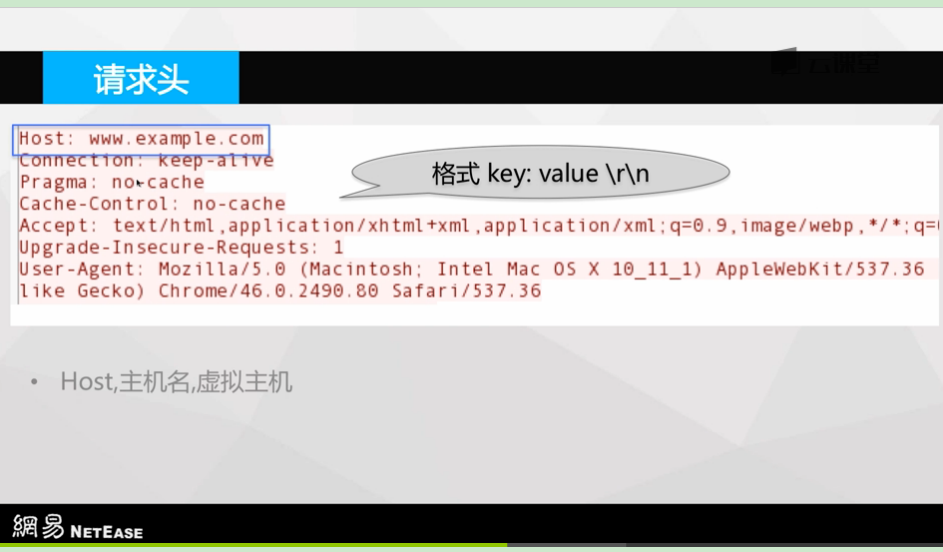 云课堂
请求头
Host: www.example.com
Connection: keep-alive
格式 key: value \r\n
Pragma: no-cache
Cache-Control: no-cache
Accept: text/html,application/xhtml+xml,application/xml;q=0.9,image/webp,*/*;q=
Upgrade-Insecure-Requests: 1
User-Agent: Mozilla/5.0 (Macintosh; Intel Mac OS X 10_11_1) AppleWebKit/537.36
like Gecko) Chrome/46.0.2490.80 Safari/537.36
• Host,主机名,虚拟主机
網易 NETEASE